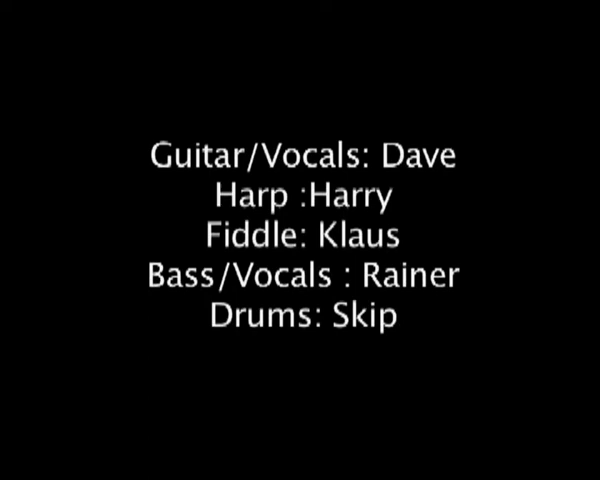 Guitar/Vocals: Dave
Harp :Harry
Fiddle: Klaus
Bass/Vocals : Rainer
Drums: Skip